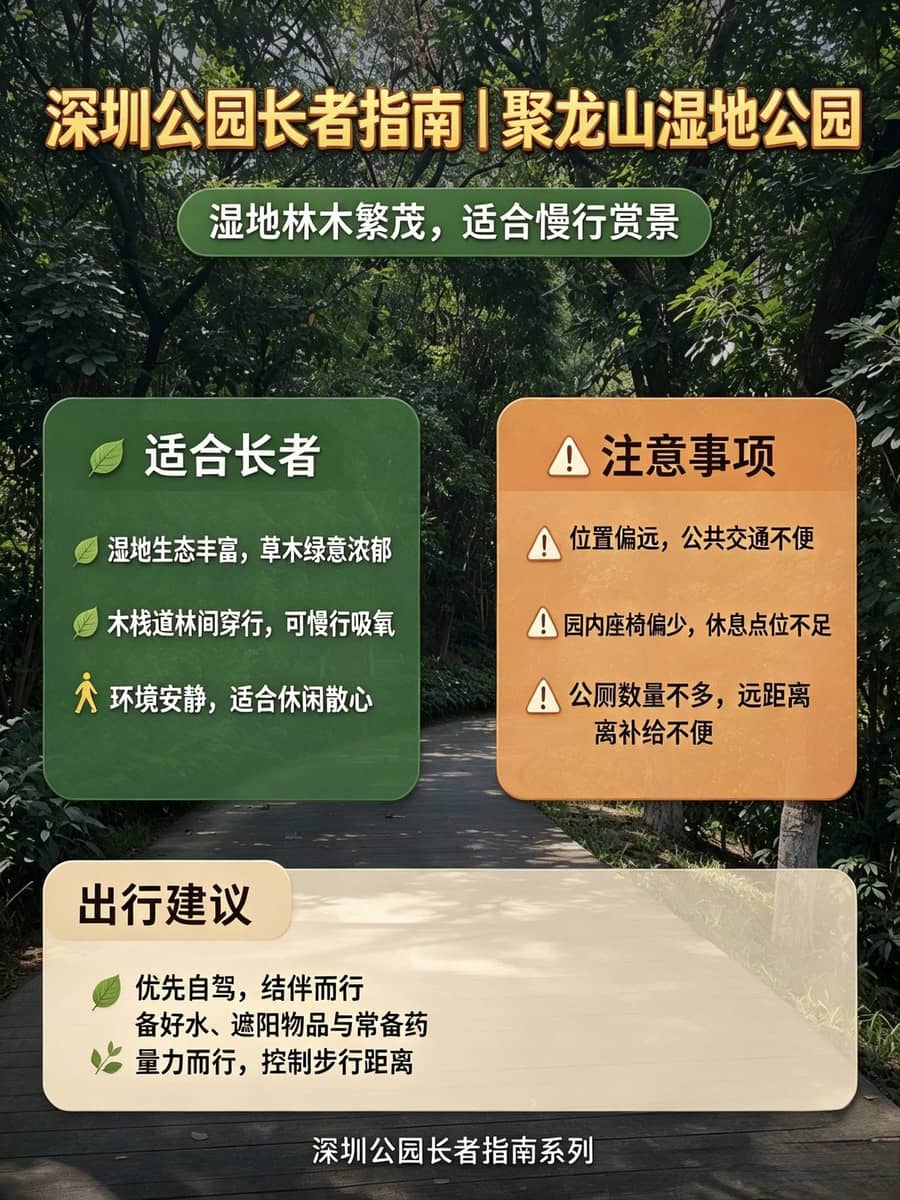 深圳公园长者指南 | 聚龙山湿地公园
湿地林木繁茂，适合慢行赏景
适合长者
湿地生态丰富，草木绿意浓郁
木栈道林间穿行，可慢行吸氧
环境安静，适合休闲散心
注意事项
位置偏远，公共交通不便
园内座椅偏少，休息点位不足
公厕数量不多，远距离
离补给不便
出行建议
优先自驾，结伴而行
备好水、遮阳物品与常备药
量力而行，控制步行距离
深圳公园长者指南系列